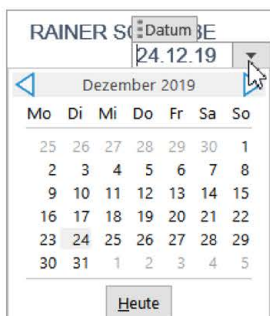 RAINER
Datum
24.12.19
Dezember 2019
Mo Di Mi Do Fr Sa So
25 26 27 28 29 30 1
2 3 4 5 6 7 8
9 10 11 12 13 14 15
16 17 18 19 20 21 22
23 24 25 26 27 28 29
30 31 1 2 3 4 5
Heute